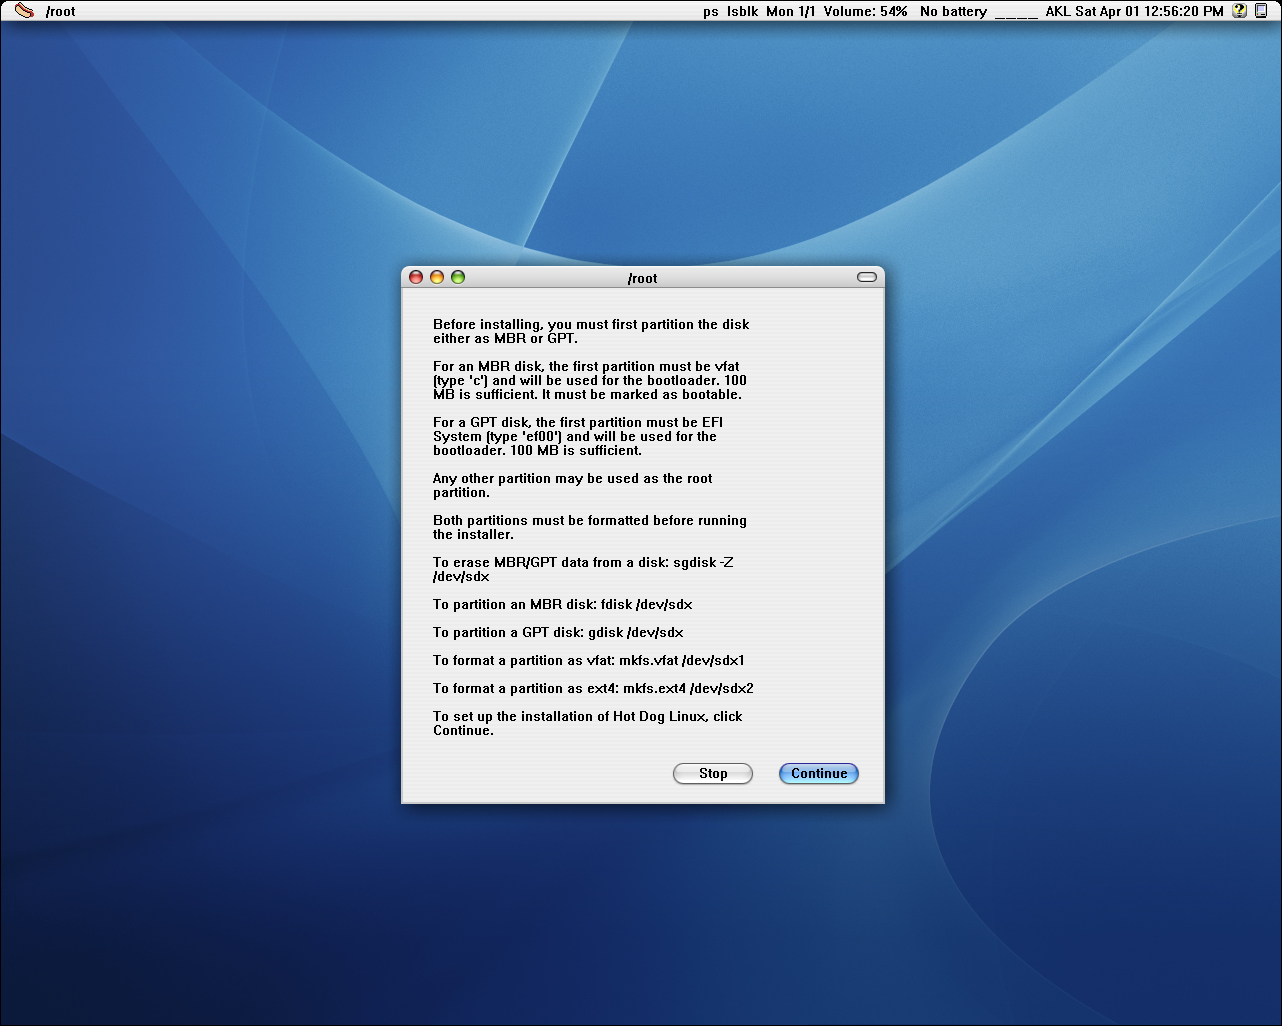 /root
ps lsblk Mon 1/1 Volume: 54% No battery ____ AKL Sat Apr 01 12:56:20 PM
/root
Before installing, you must first partition the disk
either as MBR or GPT.
For an MBR disk, the first partition must be vfat
(type 'c') and will be used for the bootloader. 100
MB is sufficient. It must be marked as bootable.
For a GPT disk, the first partition must be EFI
System (type 'ef00') and will be used for the
bootloader. 100 MB is sufficient.
Any other partition may be used as the root
partition.
Both partitions must be formatted before running
the installer.
To erase MBR/GPT data from a disk: sgdisk -Z
/dev/sdx
To partition an MBR disk: fdisk /dev/sdx
To partition a GPT disk: gdisk /dev/sdx
To format a partition as vfat: mkfs.vfat /dev/sdx1
To format a partition as ext4: mkfs.ext4 /dev/sdx2
To set up the installation of Hot Dog Linux, click
Continue.
Stop
Continue